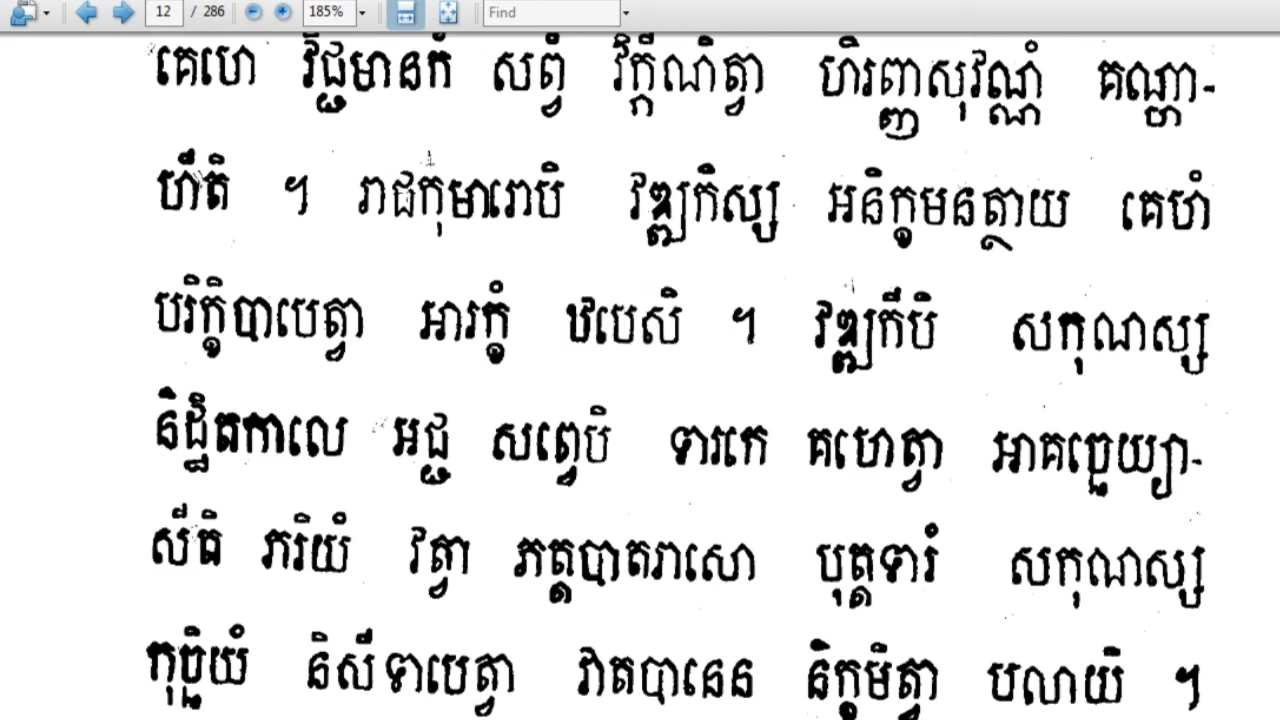 12 / 286 185% Find
គេហេ វិជ្ជមានកំ សព្វំ វិក្កីណិត្វា ហិរញ្ញសុវណ្ណំ គណ្ហា-
ហីតិ ។ រាជកុមារោបិ វឌ្ឍកិស្ស អនិក្ខមនត្ថាយ គេហំ
បរិក្ខិបាបេត្វា អារក្ខំ ឋបេសិ ។ វឌ្ឍកីបិ សកុណស្ស
និដ្ឋិតកាលេ អជ្ជ សព្វេបិ ទារកេ គហេត្វា អាគច្ឆេយ្យា-
សីតិ ភរិយំ វត្វា ភត្តបាតរាសោ បុត្តទារំ សកុណស្ស
កុច្ឆិយំ និសីទាបេត្វា វាតបានេន និក្ខមិត្វា បលាយិ ។